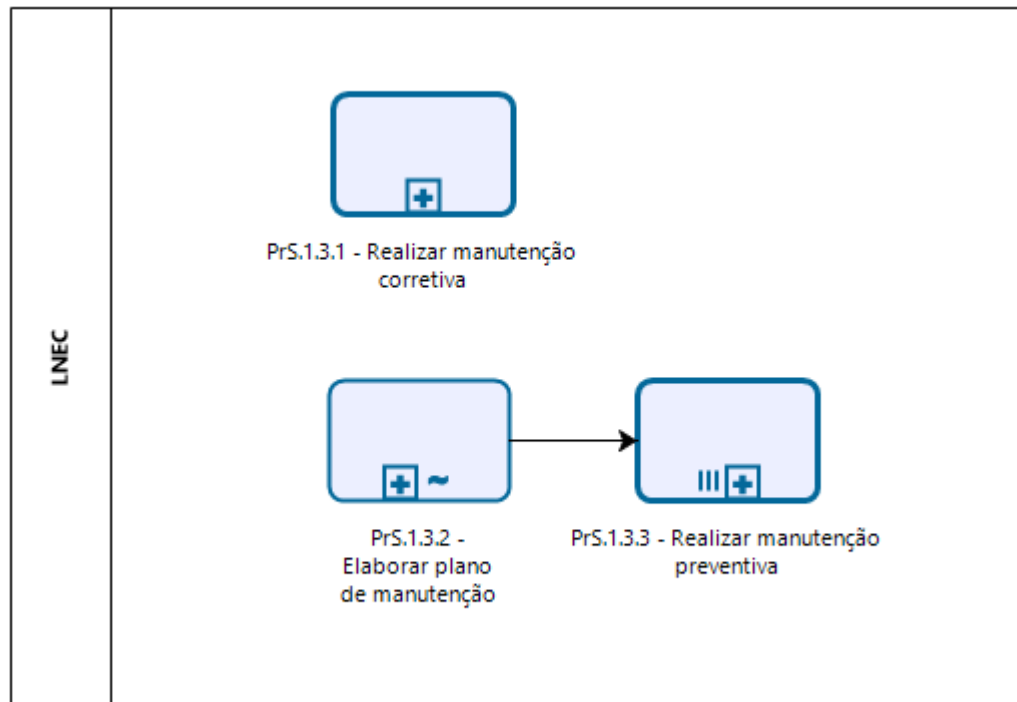 LNEC
PrS.1.3.1 - Realizar manutenção
corretiva
PrS.1.3.2 -
Elaborar plano
de manutenção
PrS.1.3.3 - Realizar manutenção
preventiva